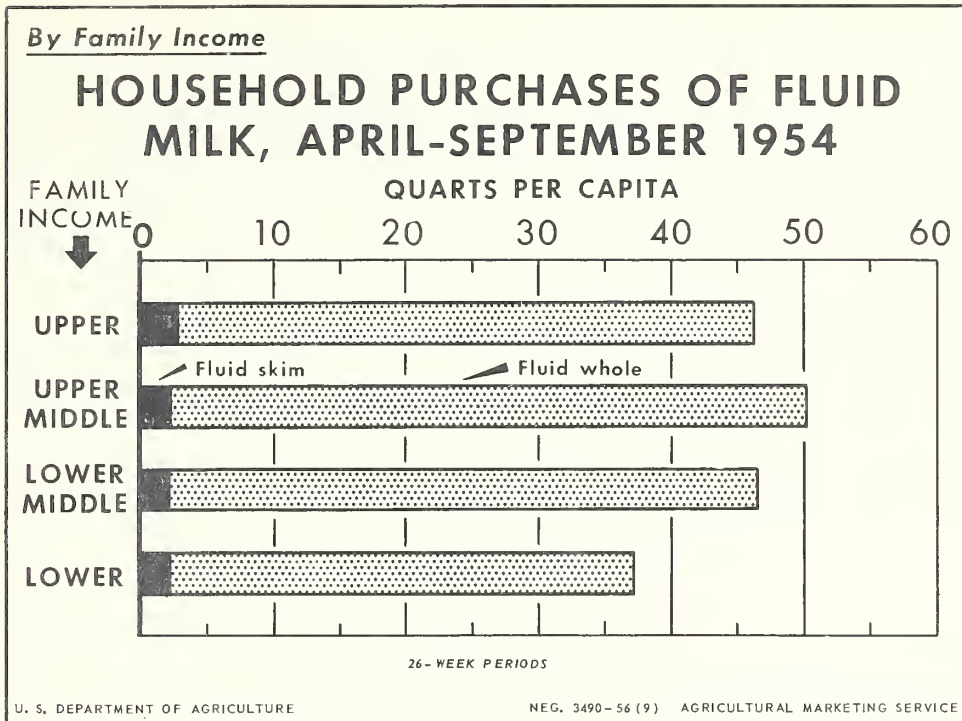 By Family Income
HOUSEHOLD PURCHASES OF FLUID
MILK, APRIL-SEPTEMBER 1954
FAMILY
INCOME
QUARTS PER CAPITA
0 10 20 30 40 50 60
UPPER
Fluid skim Fluid whole
UPPER
MIDDLE
LOWER
MIDDLE
LOWER
26-WEEK PERIODS
U. S. DEPARTMENT OF AGRICULTURE NEG. 3490-56 (9) AGRICULTURAL MARKETING SERVICE